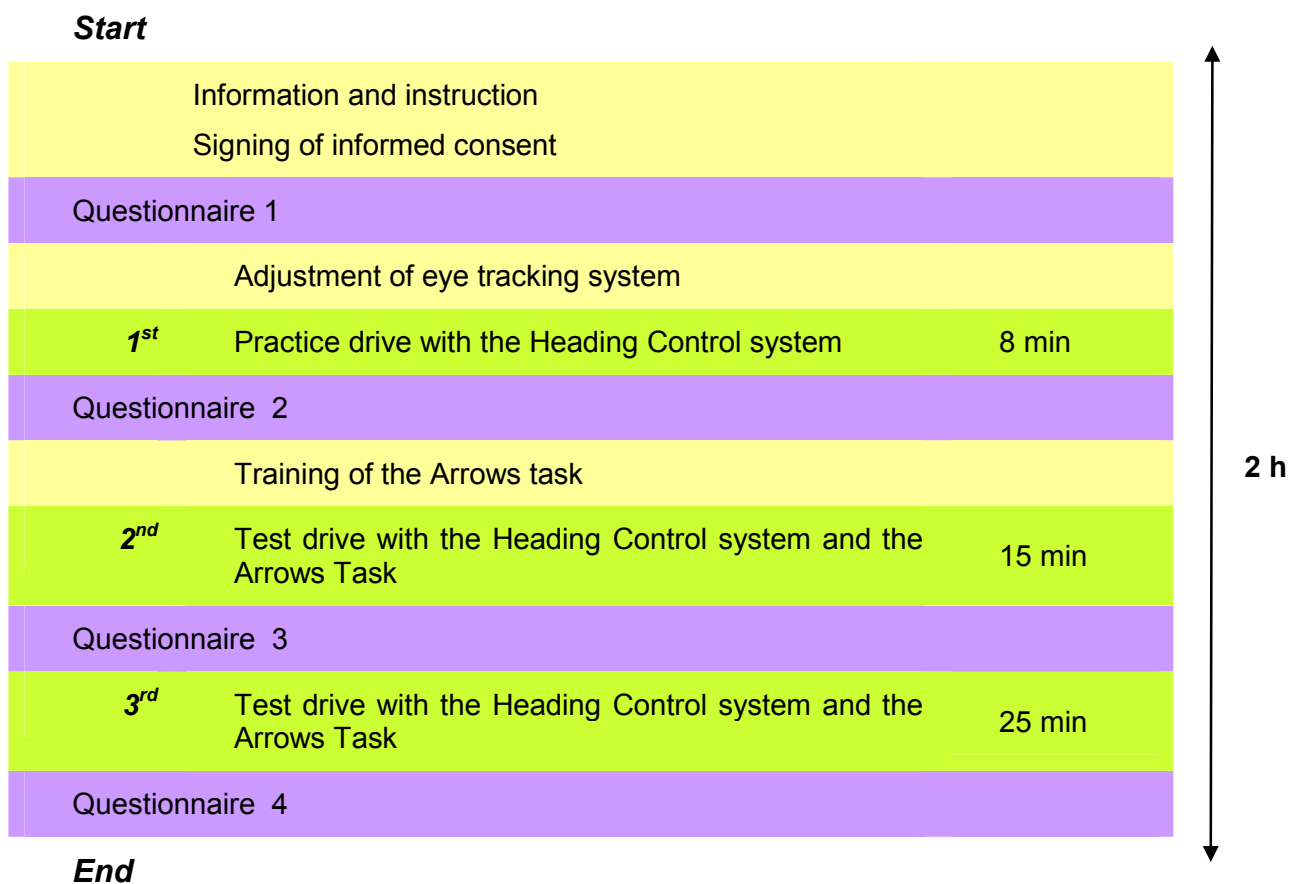 Start
Information and instruction
Signing of informed consent
Questionnaire 1
Adjustment of eye tracking system
1st Practice drive with the Heading Control system 8 min
Questionnaire 2
Training of the Arrows task
2nd Test drive with the Heading Control system and the
Arrows Task 15 min
Questionnaire 3
3rd Test drive with the Heading Control system and the
Arrows Task 25 min
Questionnaire 4
End
2 h